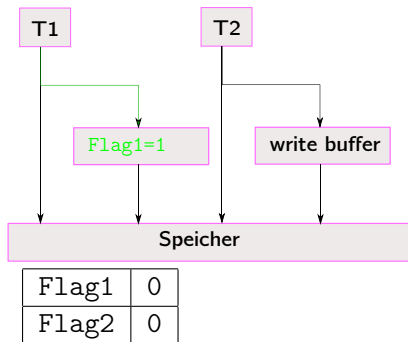 T1
T2
Flag1=1
write buffer
Speicher
Flag1 0
Flag2 0